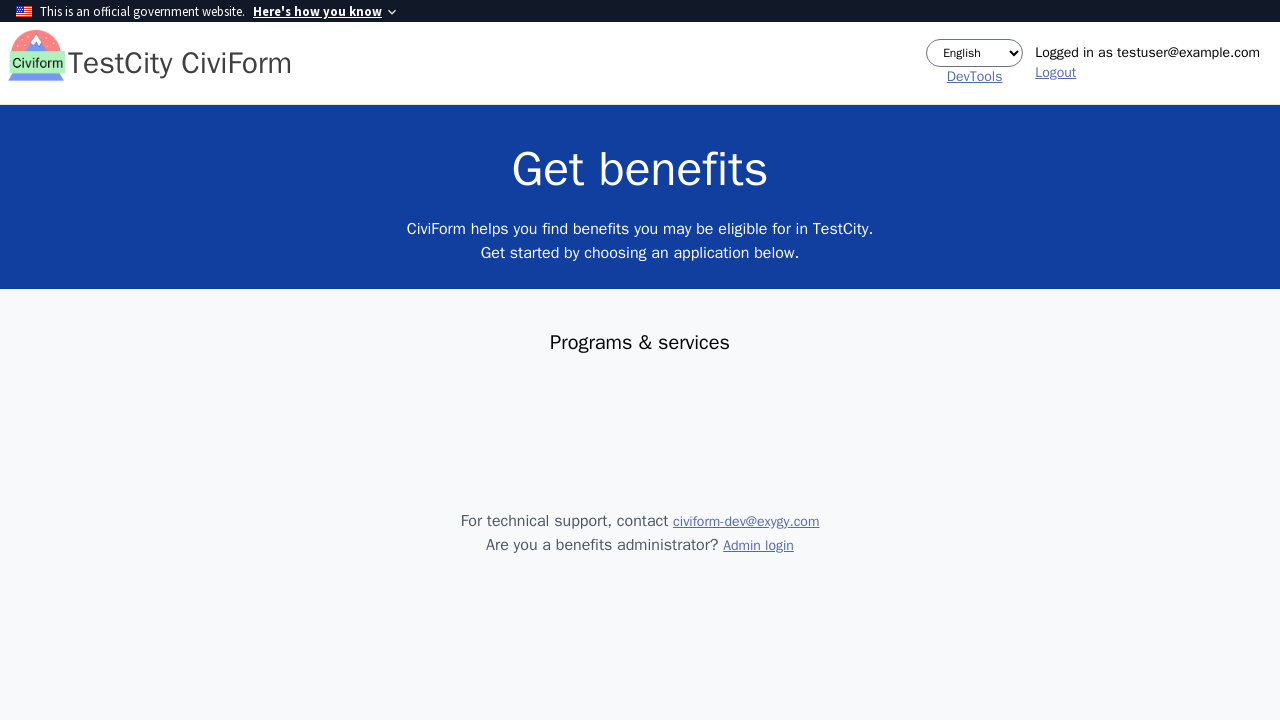 This is an official government website. Here's how you know
Civiform
TestCity CiviForm
English
DevTools
Logged in as testuser@example.com
Logout
Get benefits
CiviForm helps you find benefits you may be eligible for in TestCity.
Get started by choosing an application below.
Programs & services
For technical support, contact civiform-dev@exygy.com
Are you a benefits administrator? Admin login